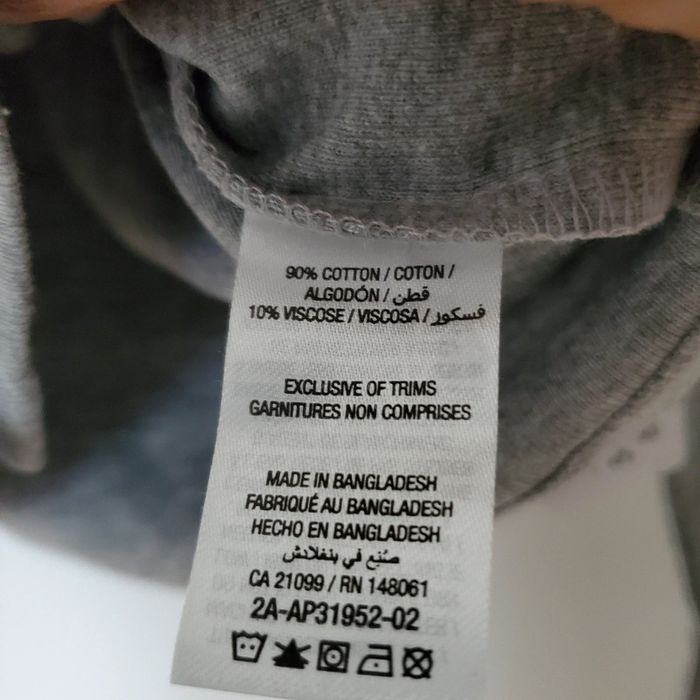 90% COTTON / COTON /
ALGODÓN / قطن
10% VISCOSE / VISCOSA / فسكوز
EXCLUSIVE OF TRIMS
GARNITURES NON COMPRISES
MADE IN BANGLADESH
FABRIQUÉ AU BANGLADESH
HECHO EN BANGLADESH
صُنِع في بنغلادش
CA 21099 / RN 148061
2A-AP31952-02